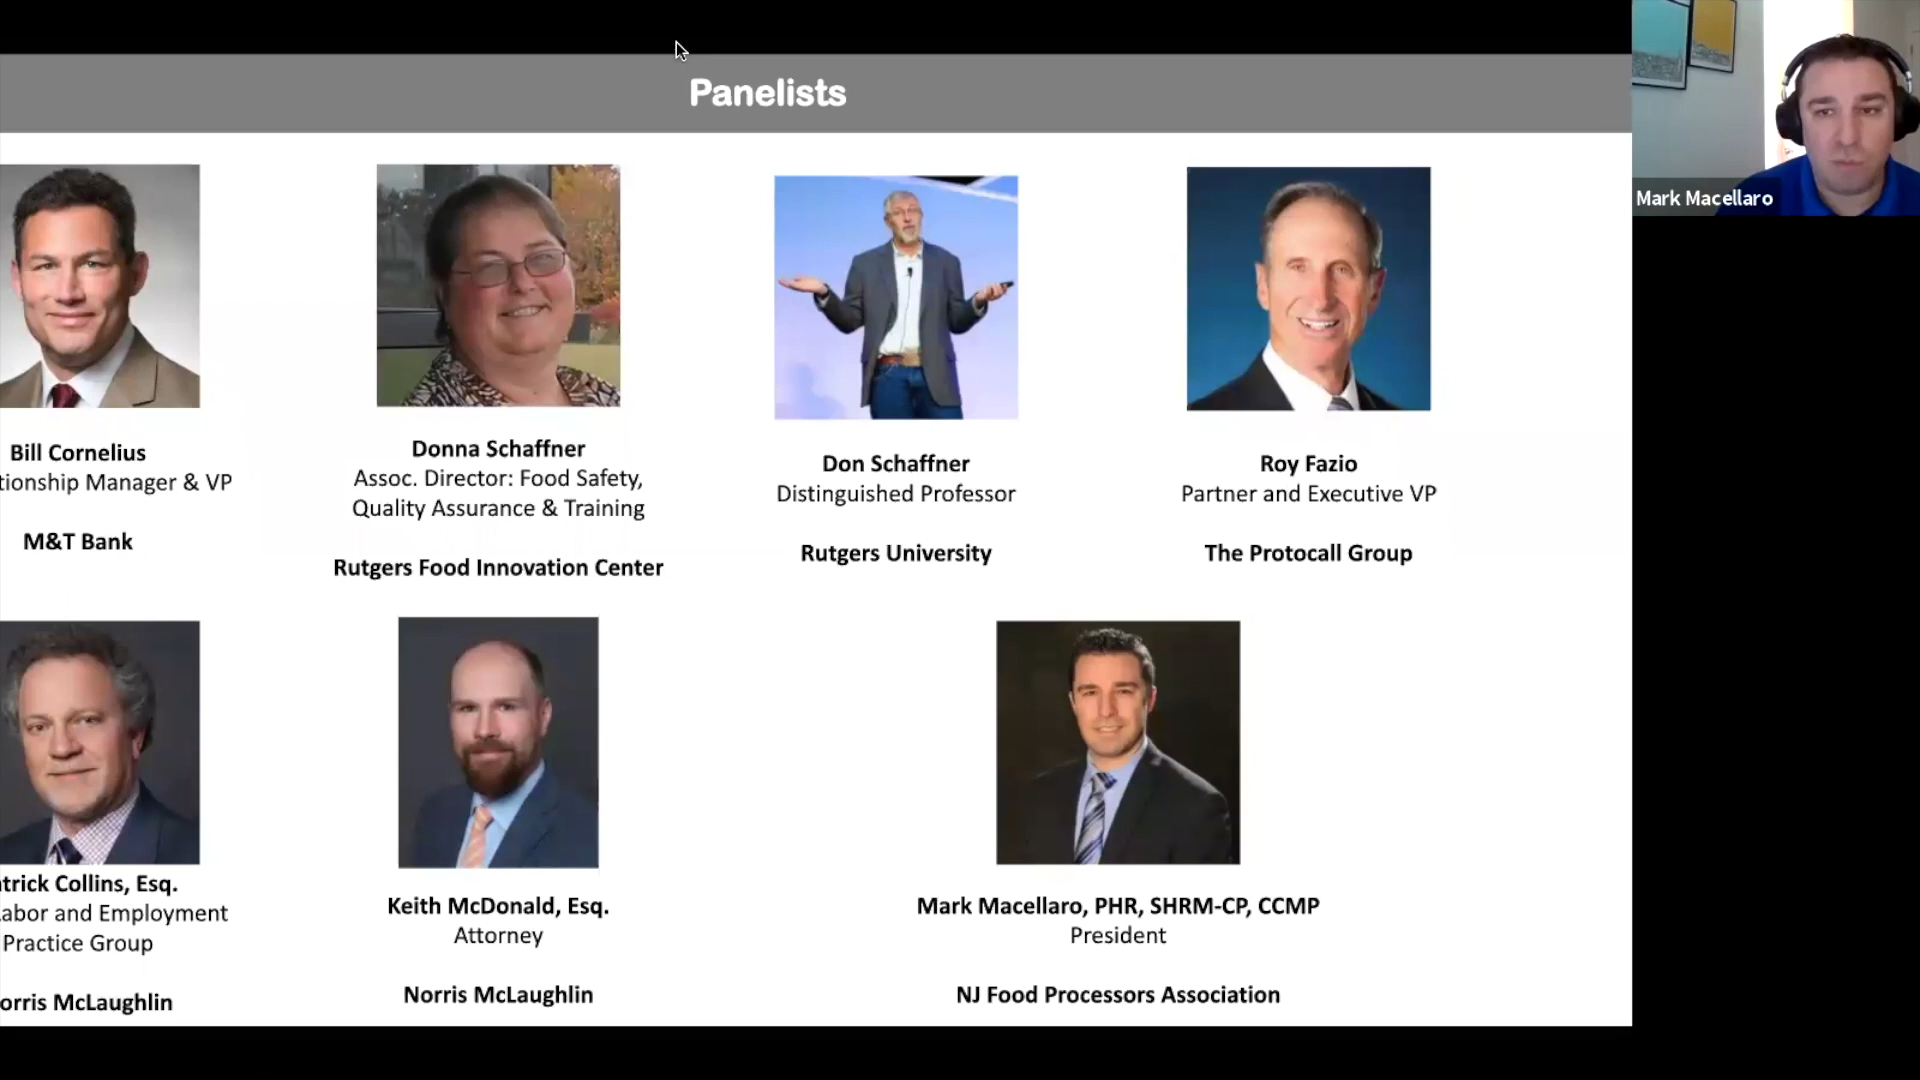 Panelists
Mark Macellaro
Bill Cornelius
tionship Manager & VP
M&T Bank
Donna Schaffner
Assoc. Director: Food Safety,
Quality Assurance & Training
Rutgers Food Innovation Center
Don Schaffner
Distinguished Professor
Rutgers University
Roy Fazio
Partner and Executive VP
The Protocall Group
trick Collins, Esq.
abor and Employment
Practice Group
orris McLaughlin
Keith McDonald, Esq.
Attorney
Norris McLaughlin
Mark Macellaro, PHR, SHRM-CP, CCMP
President
NJ Food Processors Association